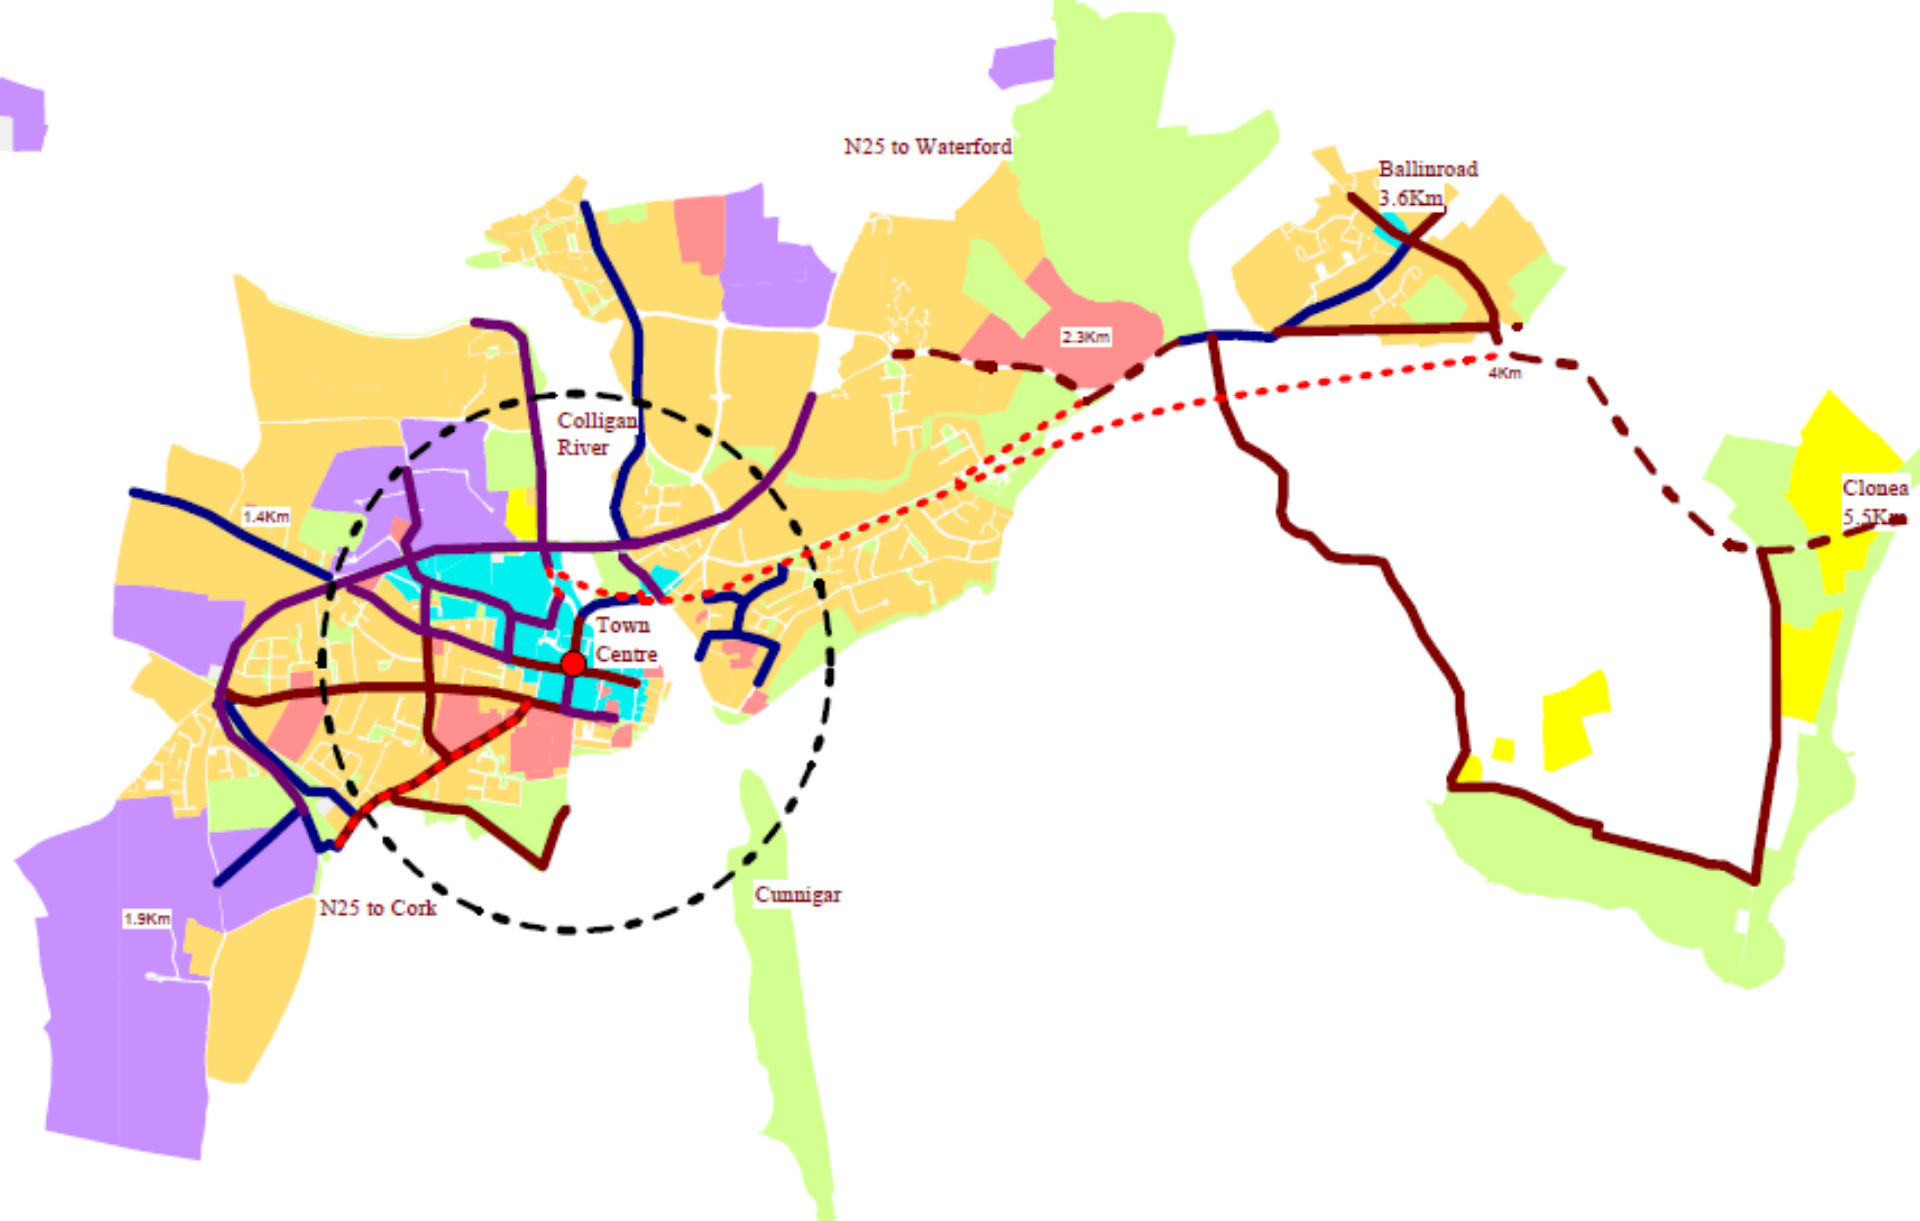 N25 to Waterford
Ballinroad
3.6Km
2.3Km
4Km
Colligan
River
Clonea
5.5Km
1.4Km
Town
Centre
Cunnigar
N25 to Cork
1.9Km